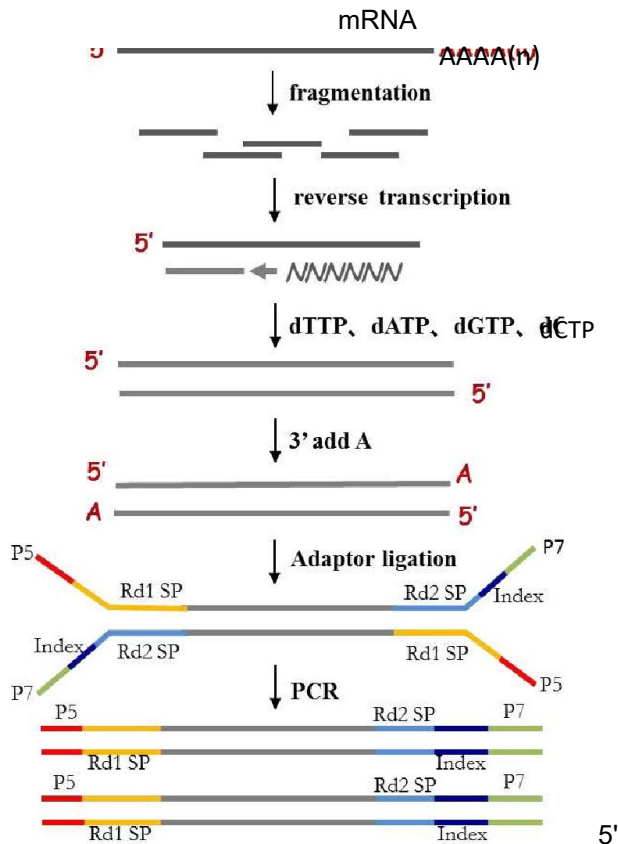 mRNA
5' AAAA(n)
fragmentation
reverse transcription
5'
dTTP、dATP、dGTP、dCTP
5'
5'
3' add A
5' A
A 5'
Adaptor ligation
P5 P7
Rd1 SP Rd2 SP Index
Index Rd2 SP Rd1 SP
P7 P5
PCR
P5 Rd2 SP P7
Rd1 SP Index
Rd2 SP P7
P5
Rd1 SP Index
5'